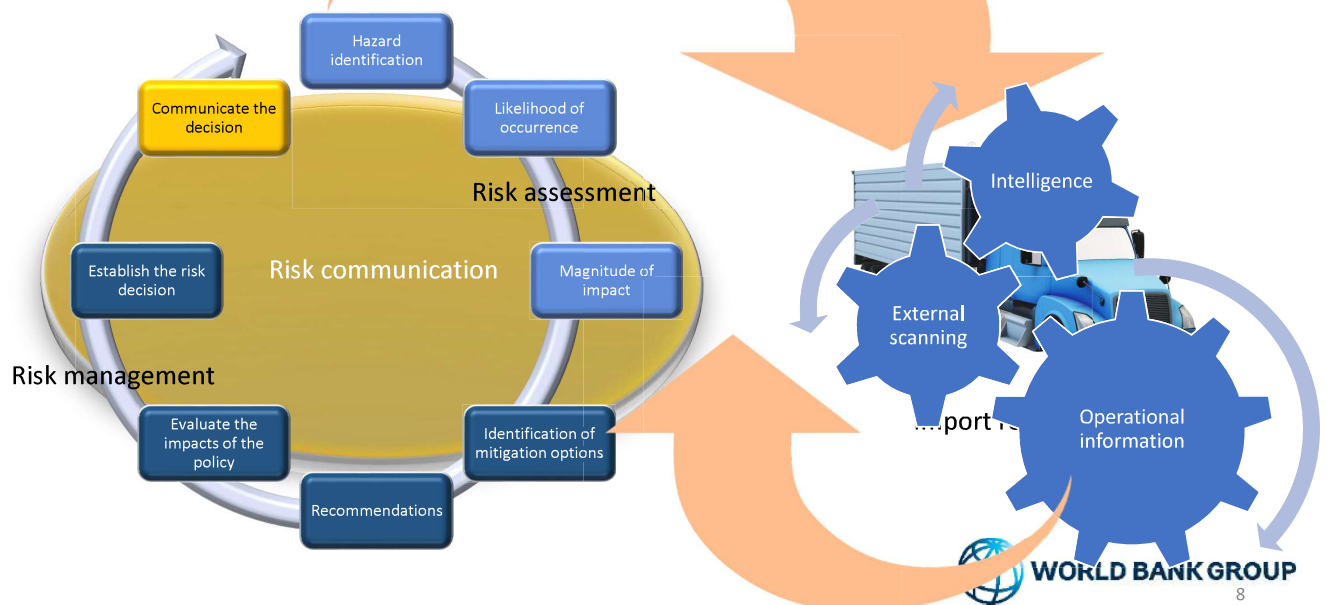 Hazard
identification
Communicate the
decision
Likelihood of
occurrence
Risk assessment
Establish the risk
decision
Risk communication
Magnitude of
impact
Risk management
Evaluate the
impacts of the
policy
Identification of
mitigation options
Recommendations
Intelligence
External
scanning
Operational
information
WORLD BANK GROUP
8